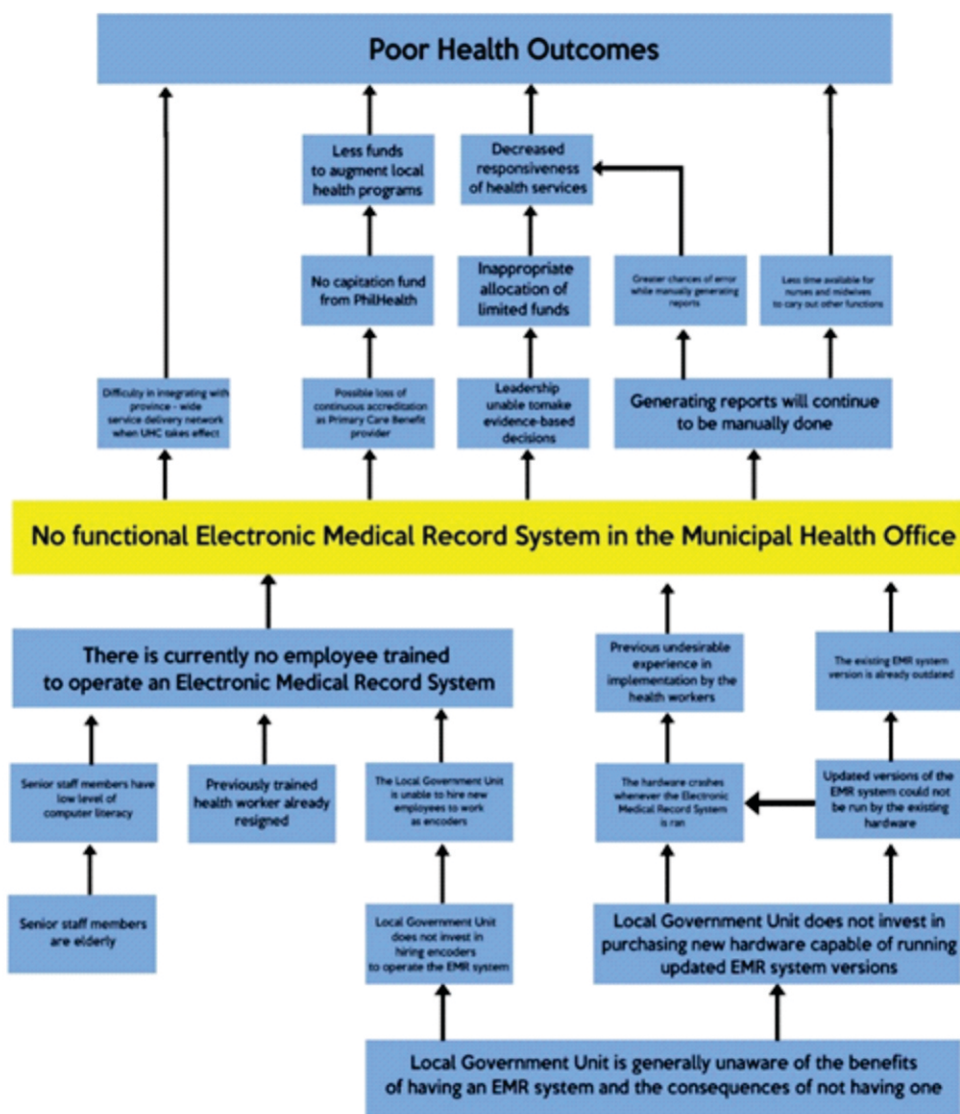 Poor Health Outcomes
Less funds
to augment local
health programs
Decreased
responsiveness
of health services
No capitation fund
from PhilHealth
Inappropriate
allocation of
limited funds
Greater chances of error
while manually generating
reports
Less time available for
nurses and midwives
to carry out other functions
Difficulty in integrating with
province - wide
service delivery network
when UHC takes effect
Possible loss of
continuous accreditation
as Primary Care Benefit
provider
Leadership
unable tomake
evidence-based
decisions
Generating reports will continue
to be manually done
No functional Electronic Medical Record System in the Municipal Health Office
There is currently no employee trained
to operate an Electronic Medical Record System
Previous undesirable
experience in
implementation by the
health workers
The existing EMR system
version is already outdated
Senior staff members have
low level of
computer literacy
Previously trained
health worker already
resigned
The Local Government Unit
is unable to hire new
employees to work
as encoders
The hardware crashes
whenever the Electronic
Medical Record System
is ran
Updated versions of the
EMR system could not
be run by the existing
hardware
Senior staff members
are elderly
Local Government Unit
does not invest in
hiring encoders
to operate the EMR system
Local Government Unit does not invest in
purchasing new hardware capable of running
updated EMR system versions
Local Government Unit is generally unaware of the benefits
of having an EMR system and the consequences of not having one